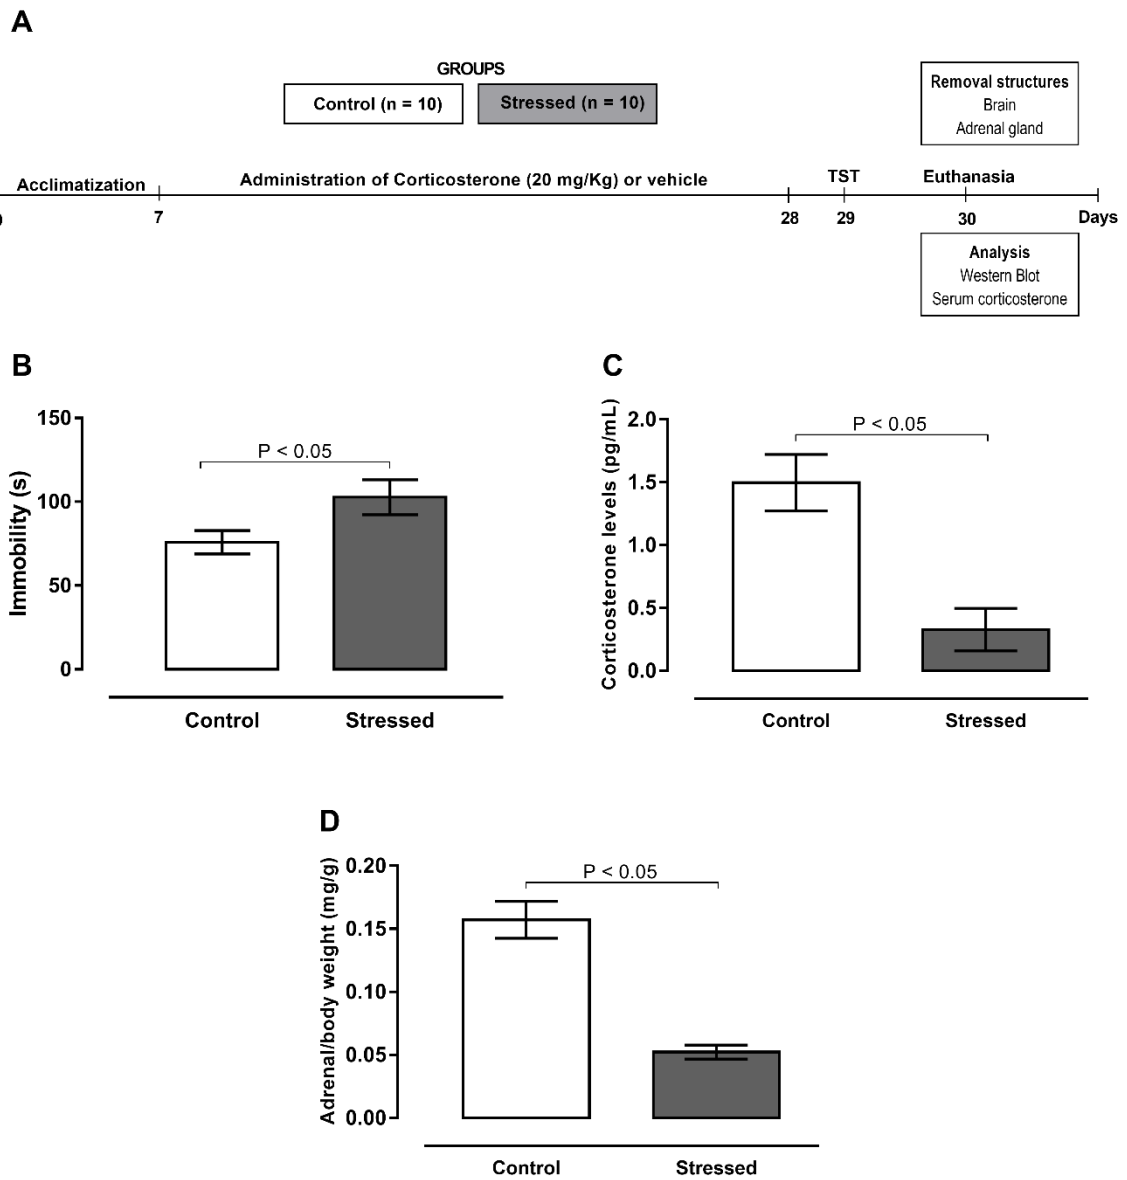 A
GROUPS
Control (n = 10)
Stressed (n = 10)
Removal structures
Brain
Adrenal gland
Acclimatization
Administration of Corticosterone (20 mg/Kg) or vehicle
TST
Euthanasia
7
28
29
30
Days
Analysis
Western Blot
Serum corticosterone
B
Immobility (s)
150
100
50
0
P < 0.05
Control
Stressed
C
Corticosterone levels (pg/mL)
2.0
1.5
1.0
0.5
0.0
P < 0.05
Control
Stressed
D
Adrenal/body weight (mg/g)
0.20
0.15
0.10
0.05
0.00
P < 0.05
Control
Stressed